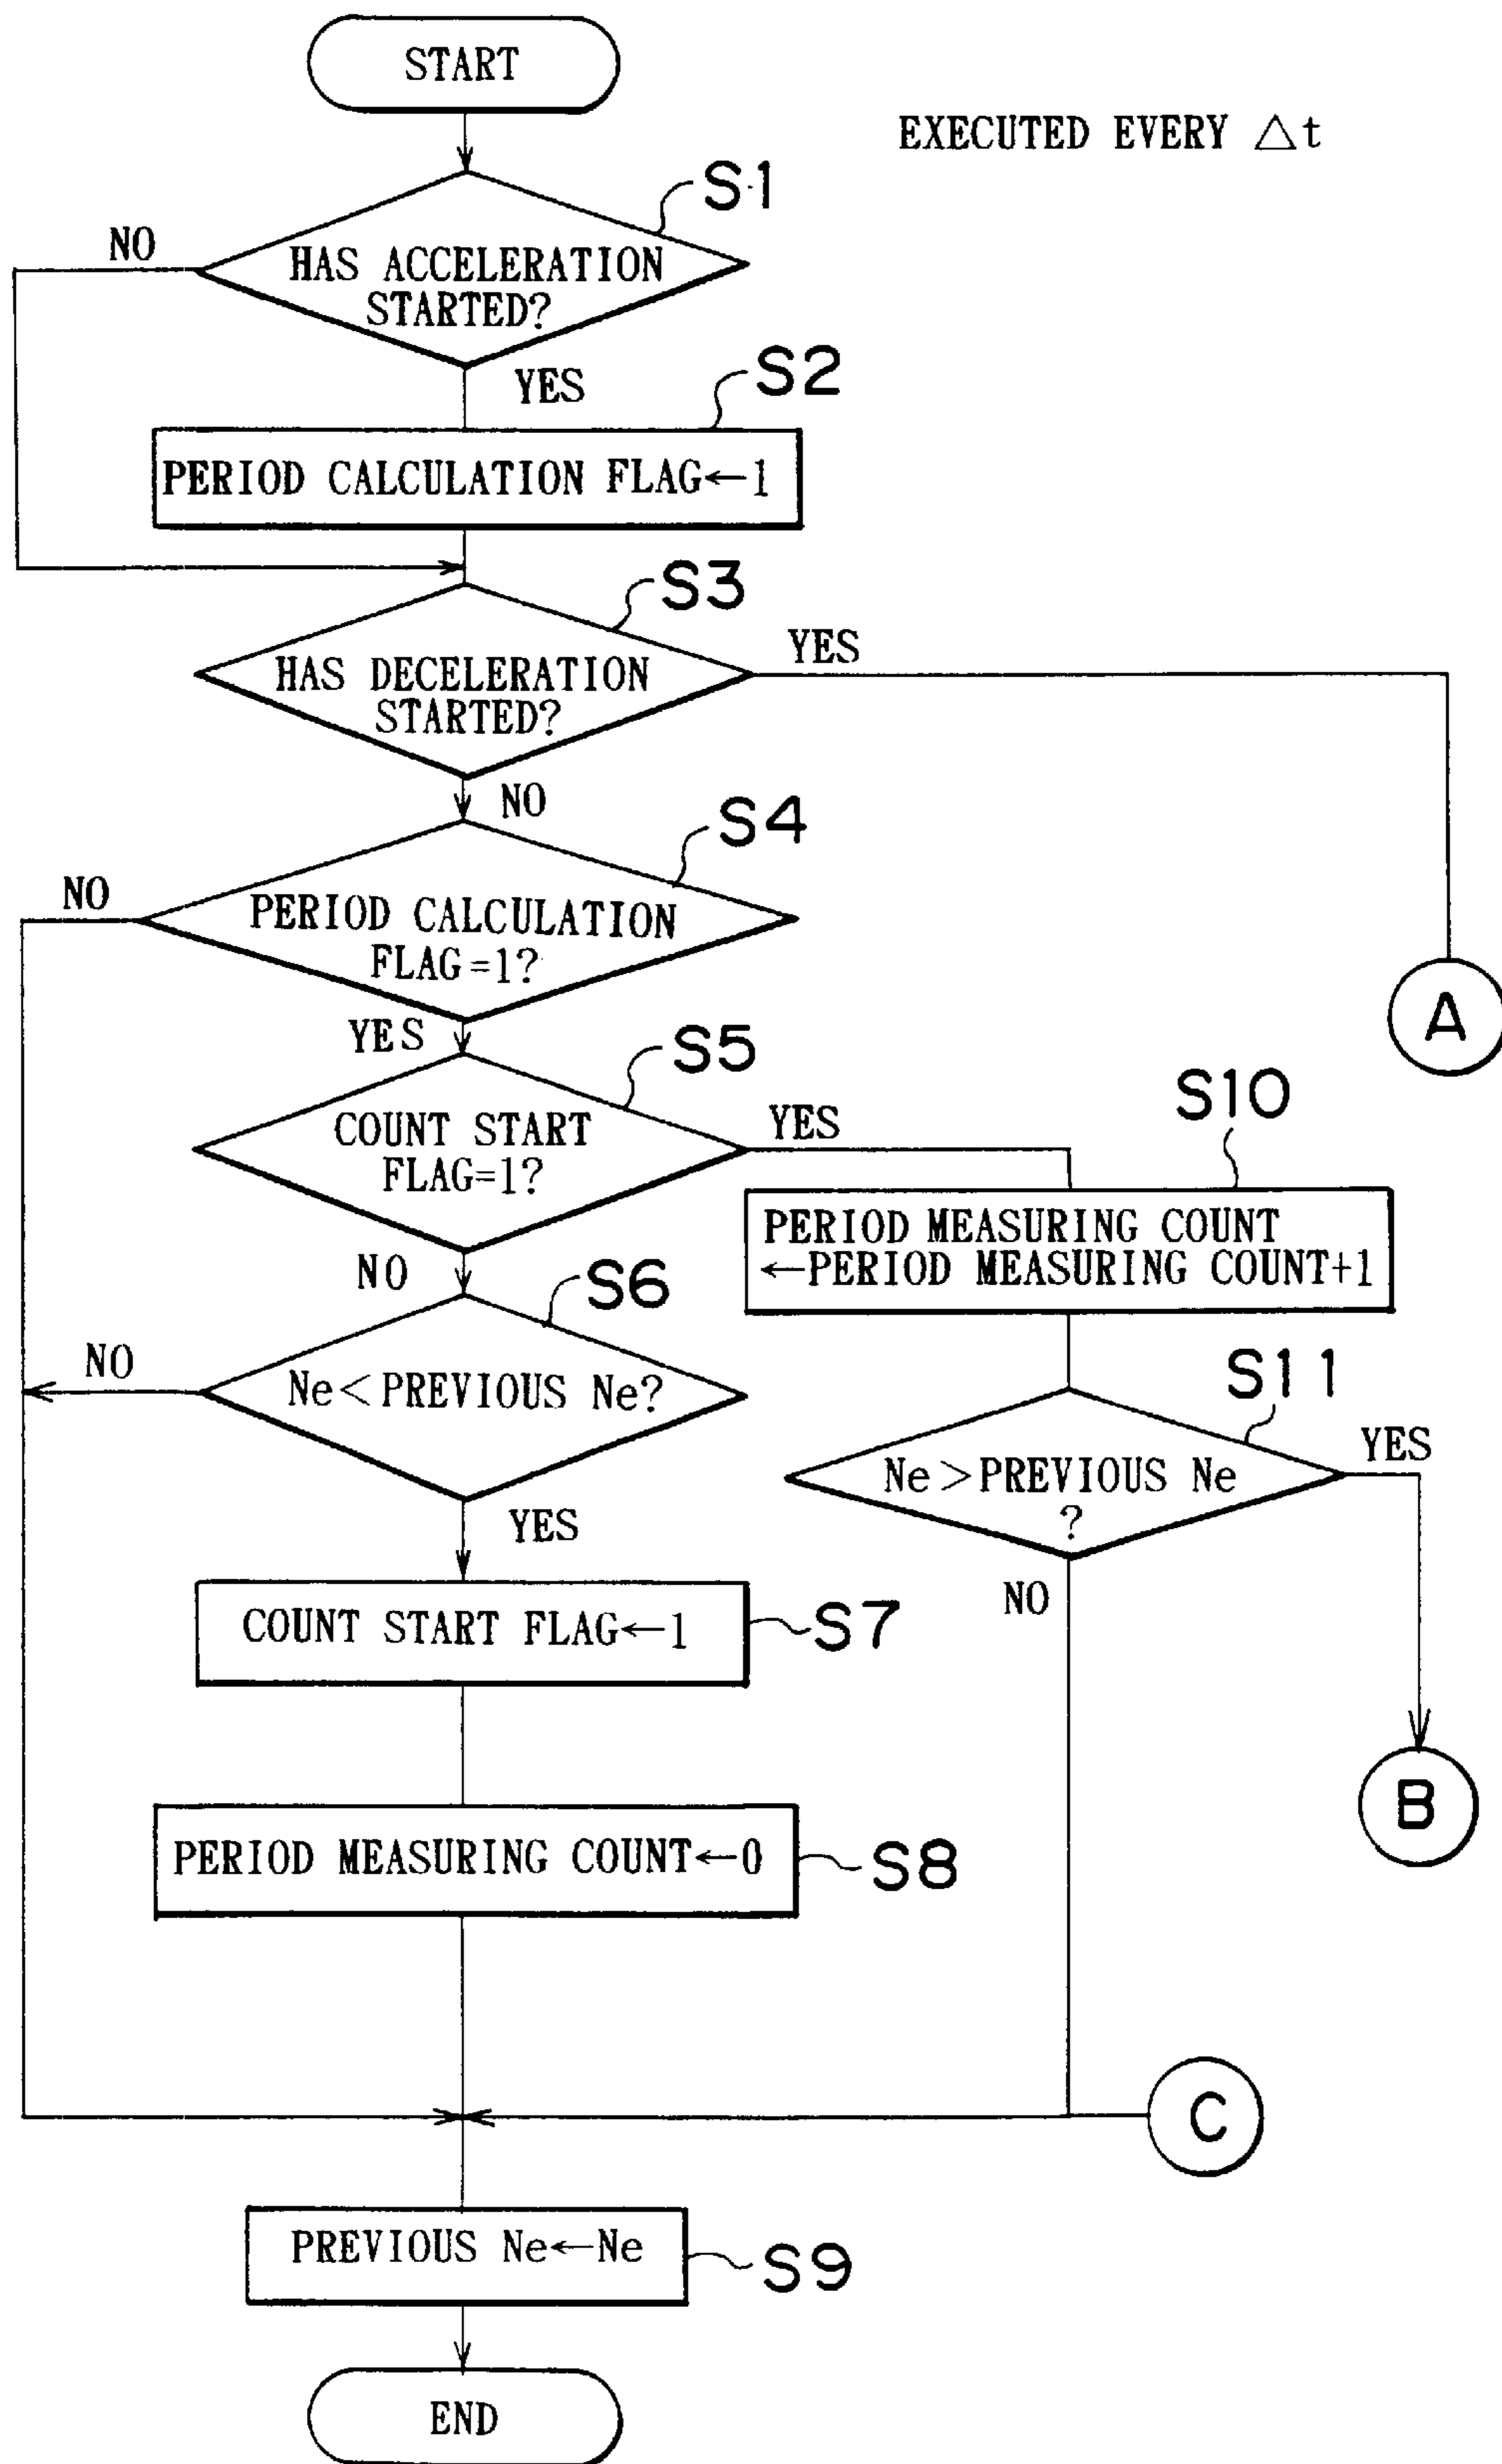 START
EXECUTED EVERY △t
S1
NO
HAS ACCELERATION
STARTED?
YES
S2
PERIOD CALCULATION FLAG←1
S3
YES
HAS DECELERATION
STARTED?
NO
S4
NO
PERIOD CALCULATION
FLAG=1?
A
YES
S5
YES
COUNT START
FLAG=1?
S10
PERIOD MEASURING COUNT
←PERIOD MEASURING COUNT+1
NO
S6
NO
Ne<PREVIOUS Ne?
S11
YES
Ne>PREVIOUS Ne
?
YES
NO
COUNT START FLAG←1
S7
B
PERIOD MEASURING COUNT←0
S8
C
PREVIOUS Ne←Ne
S9
END